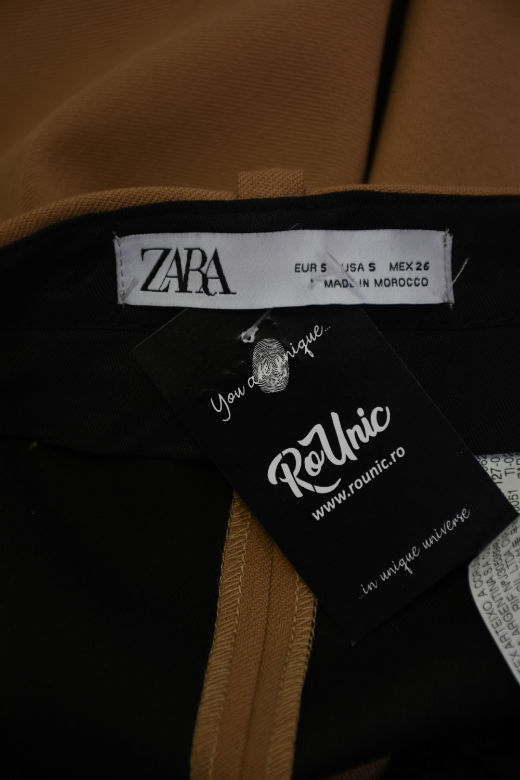 ZARA
EUR S USA S MEX 26
MADE IN MOROCCO
You are unique...
RoUnic
www.rounic.ro
...in unique universe